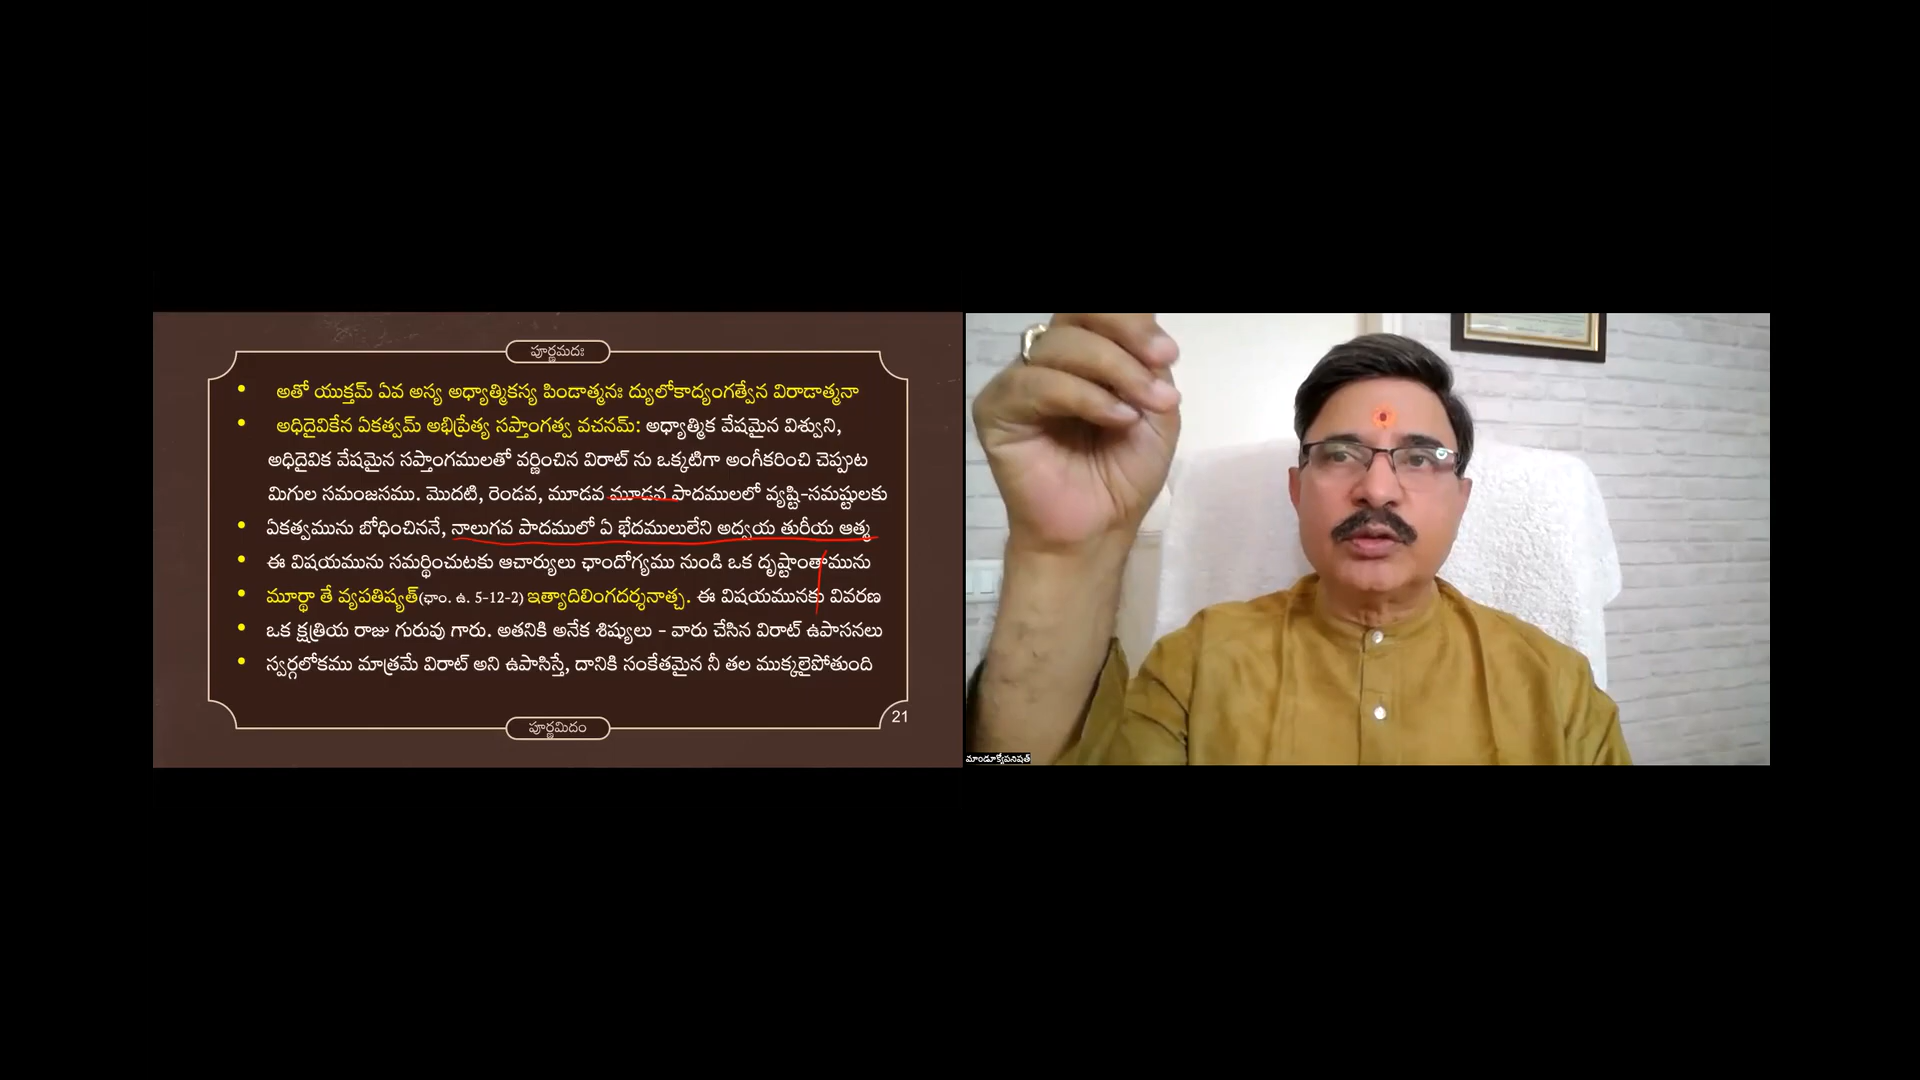 పూర్ణమదః
• అతో యుక్తమ్ ఏవ అస్య అధ్యాత్మికస్య పిండాత్మనః ద్యులోకాద్యంగత్వేన విరాడాత్మనా
• అధిదైవికేన ఏకత్వమ్ అభిప్రేత్య సప్తాంగత్వ వచనమ్: అధ్యాత్మిక వేషమైన విశ్వుని,
అధిదైవిక వేషమైన సప్తాంగములతో వర్ణించిన విరాట్ ను ఒక్కటిగా అంగీకరించి చెప్పుట
మిగుల సమంజసము. మొదటి, రెండవ, మూడవ మూడవ పాదములలో వ్యష్టి-సమష్టులకు
• ఏకత్వమును బోధించిననే, నాలుగవ పాదములో ఏ భేదములులేని అద్వయ తురీయ ఆత్మ
• ఈ విషయమును సమర్థించుటకు ఆచార్యులు ఛాందోగ్యము నుండి ఒక దృష్టాంతామును
• మూర్థా తే వ్యపతిష్యత్(ఛాం. ఉ. 5-12-2) ఇత్యాదిలింగదర్శనాత్చ. ఈ విషయమునకు వివరణ
• ఒక క్షత్రియ రాజు గురువు గారు. అతనికి అనేక శిష్యులు - వారు చేసిన విరాట్ ఉపాసనలు
• స్వర్గలోకము మాత్రమే విరాట్ అని ఉపాసిస్తే, దానికి సంకేతమైన నీ తల ముక్కలైపోతుంది
21
పూర్ణమిదం
మాండూక్యోపనిషత్